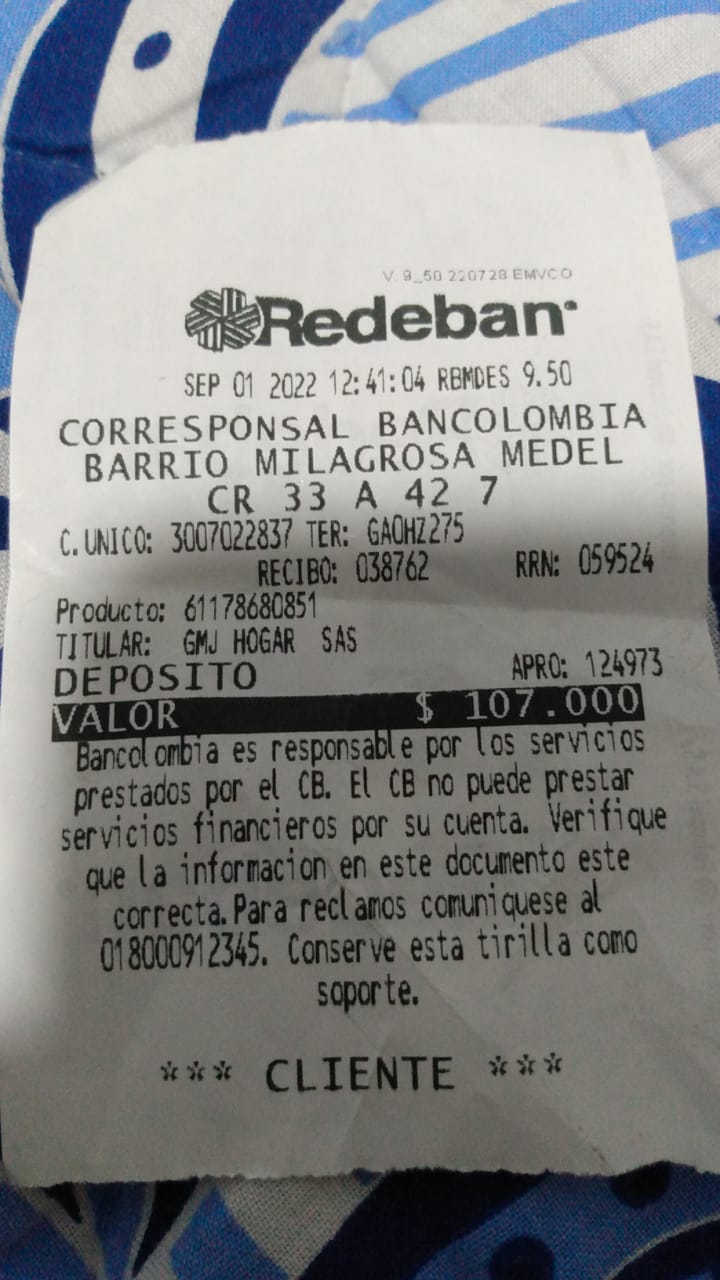 V. 9_50 220728 EMVCO
Redeban
SEP 01 2022 12:41:04 RBMDES 9.50
CORRESPONSAL BANCOLOMBIA
BARRIO MILAGROSA MEDEL
CR 33 A 42 7
C.UNICO: 3007022837 TER: GAOHZ275
RECIBO: 038762 RRN: 059524
Producto: 61178680851
TITULAR: GMJ HOGAR SAS
DEPOSITO APRO: 124973
VALOR $ 107.000
Bancolombia es responsable por los servicios
prestados por el CB. El CB no puede prestar
servicios financieros por su cuenta. Verifique
que la informacion en este documento este
correcta.Para reclamos comuniquese al
018000912345. Conserve esta tirilla como
soporte.
*** CLIENTE ***